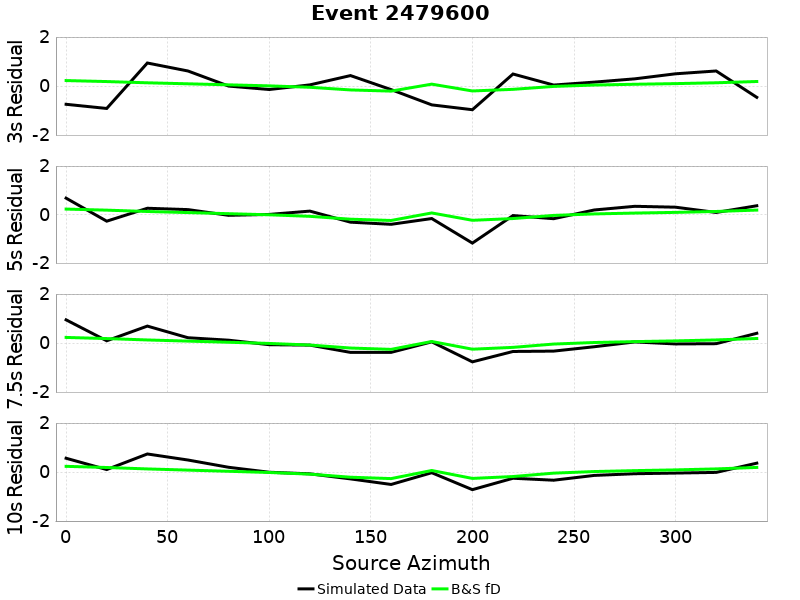 Event 2479600
3s Residual
2
0
-2
5s Residual
2
0
-2
7.5s Residual
2
0
-2
10s Residual
2
0
-2
0 50 100 150 200 250 300
Source Azimuth
Simulated Data B&S fD